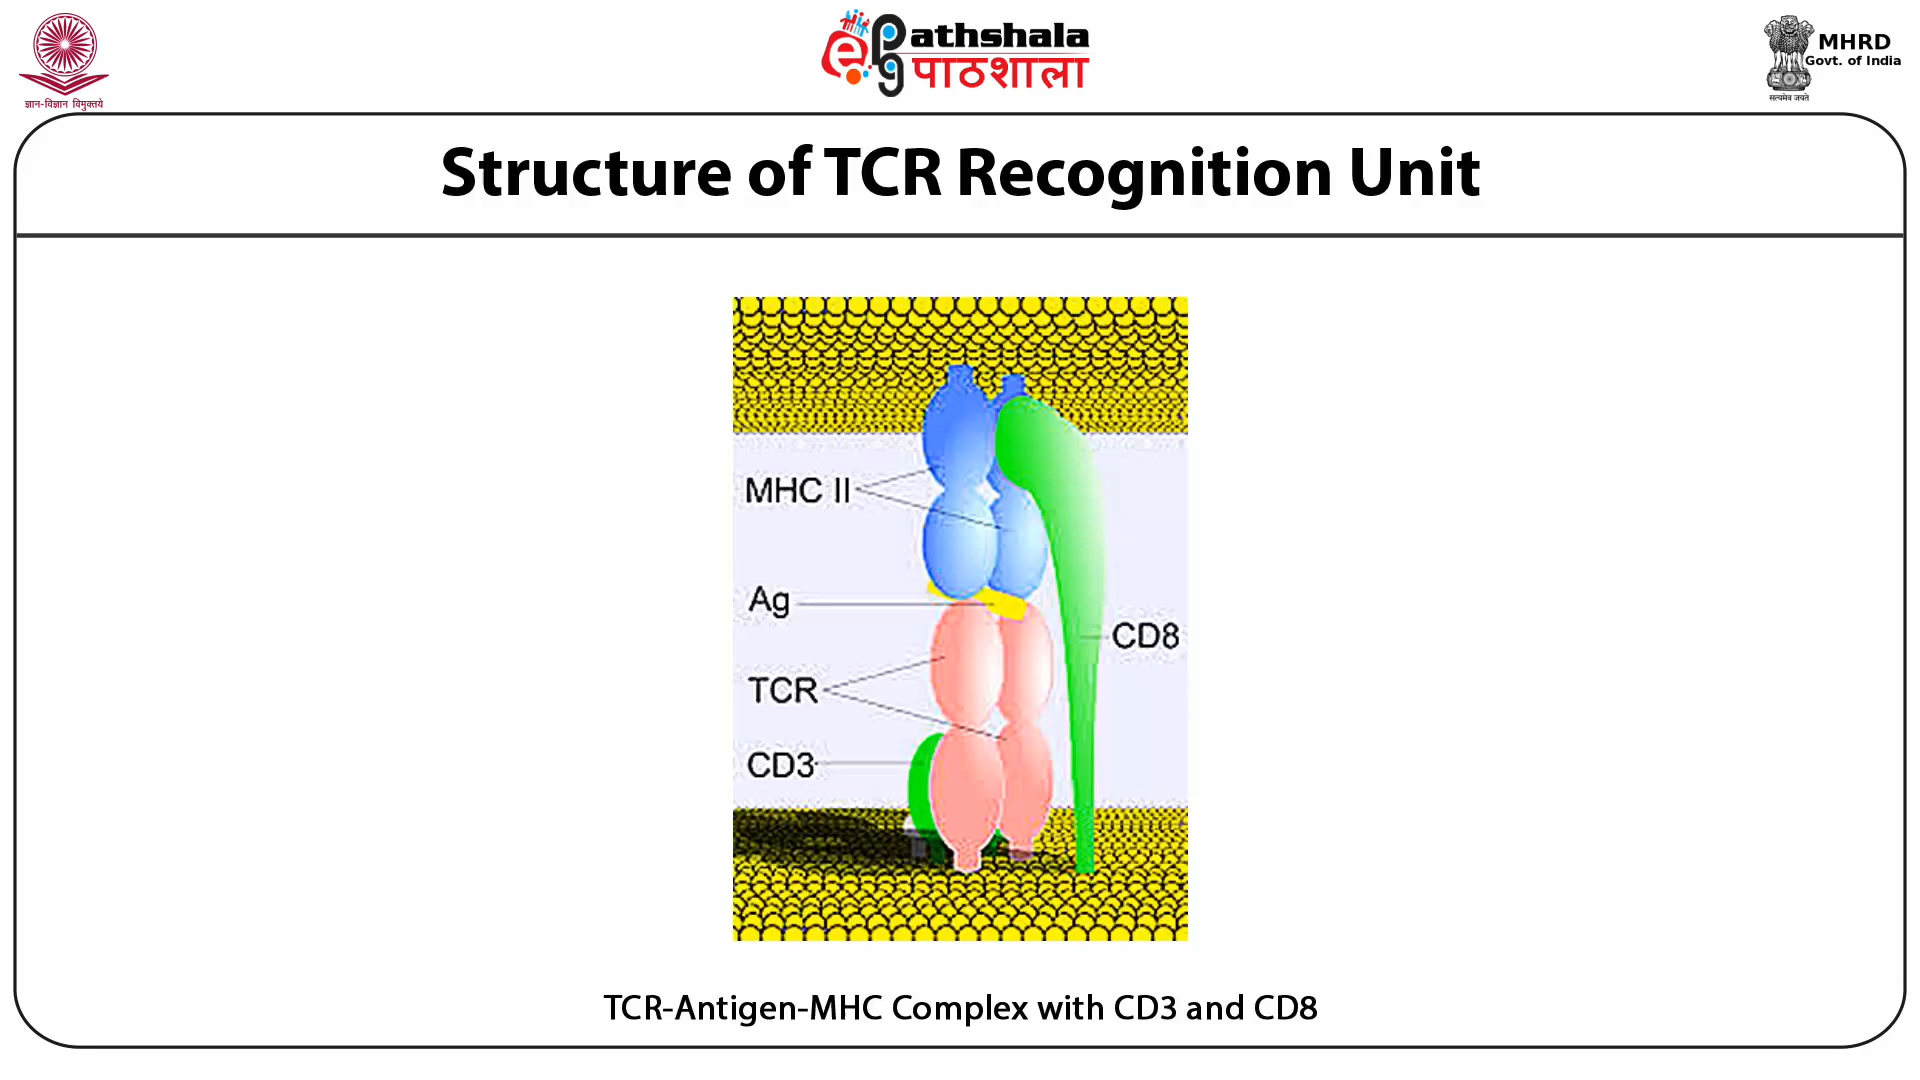 ज्ञान-विज्ञान विमुक्तये
ePathshala
पाठशाला
MHRD
Govt. of India
सत्यमेव जयते
Structure of TCR Recognition Unit
MHC II
Ag
CD8
TCR
CD3
TCR-Antigen-MHC Complex with CD3 and CD8